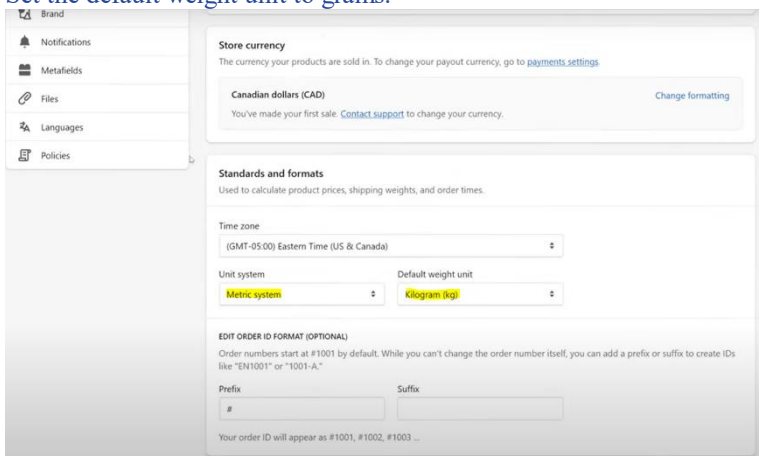 Set the default weight unit to grams.
Brand
Notifications
Metafields
Files
Languages
Policies
Store currency
The currency your products are sold in. To change your payout currency, go to payments settings.
Canadian dollars (CAD)
Change formatting
You've made your first sale. Contact support to change your currency.
Standards and formats
Used to calculate product prices, shipping weights, and order times.
Time zone
(GMT-05:00) Eastern Time (US & Canada)
Unit system
Default weight unit
Metric system
Kilogram (kg)
EDIT ORDER ID FORMAT (OPTIONAL)
Order numbers start at #1001 by default. While you can't change the order number itself, you can add a prefix or suffix to create IDs
like "EN1001" or "1001-A."
Prefix
Suffix
#
Your order ID will appear as #1001, #1002, #1003 ...